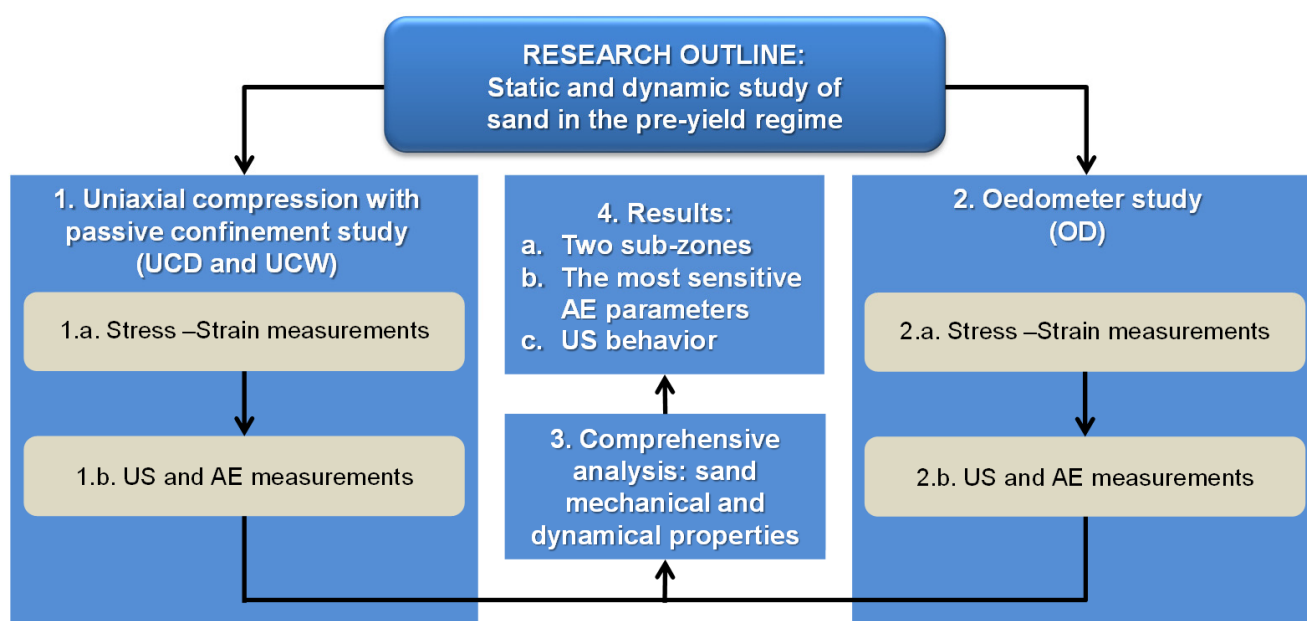 RESEARCH OUTLINE:
Static and dynamic study of
sand in the pre-yield regime
1. Uniaxial compression with
passive confinement study
(UCD and UCW)
1.a. Stress –Strain measurements
1.b. US and AE measurements
4. Results:
a. Two sub-zones
b. The most sensitive
AE parameters
c. US behavior
3. Comprehensive
analysis: sand
mechanical and
dynamical properties
2. Oedometer study
(OD)
2.a. Stress –Strain measurements
2.b. US and AE measurements